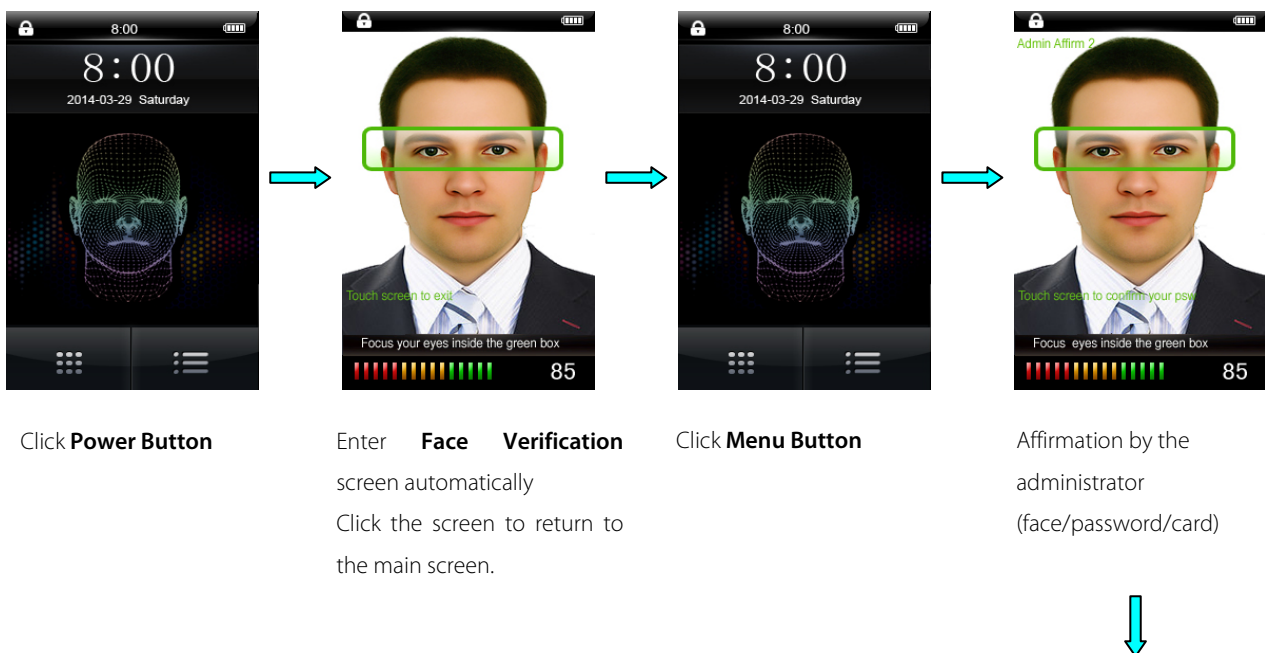 8:00
8:00
2014-03-29 Saturday
Click Power Button
Touch screen to exit
Focus your eyes inside the green box
85
Enter Face Verification
screen automatically
Click the screen to return to
the main screen.
8:00
8:00
2014-03-29 Saturday
Click Menu Button
Admin Affirm 2
Touch screen to confirm your psw
Focus eyes inside the green box
85
Affirmation by the
administrator
(face/password/card)